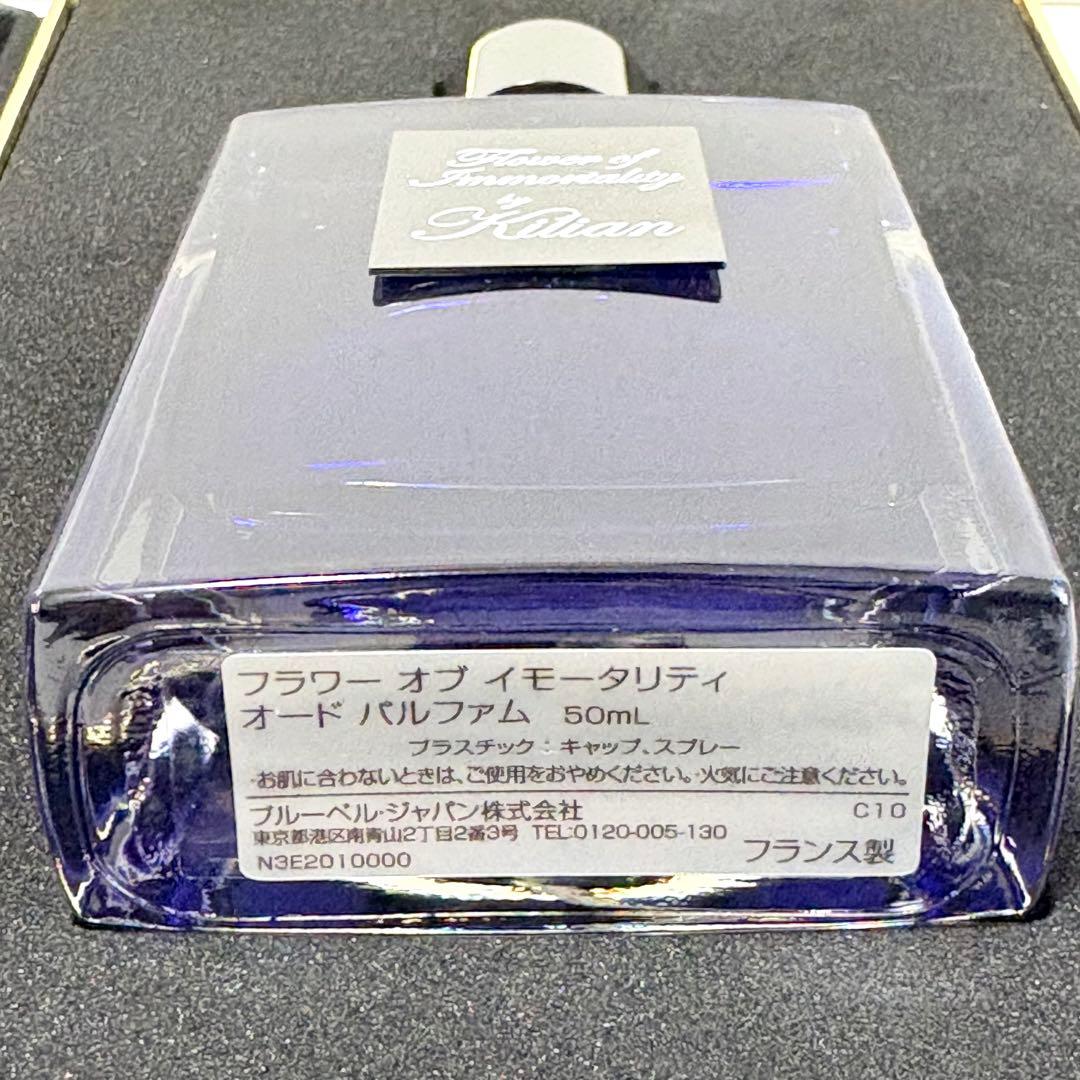 Flower of
Immortality
by
Kilian
フラワー オブ イモータリティ
オード パルファム 50mL
プラスチック:キャップ、スプレー
・お肌に合わないときは、ご使用をおやめください。・火気にご注意ください。
ブルーベル・ジャパン株式会社 C10
東京都港区南青山2丁目2番3号 TEL:0120-005-130
N3E2010000 フランス製